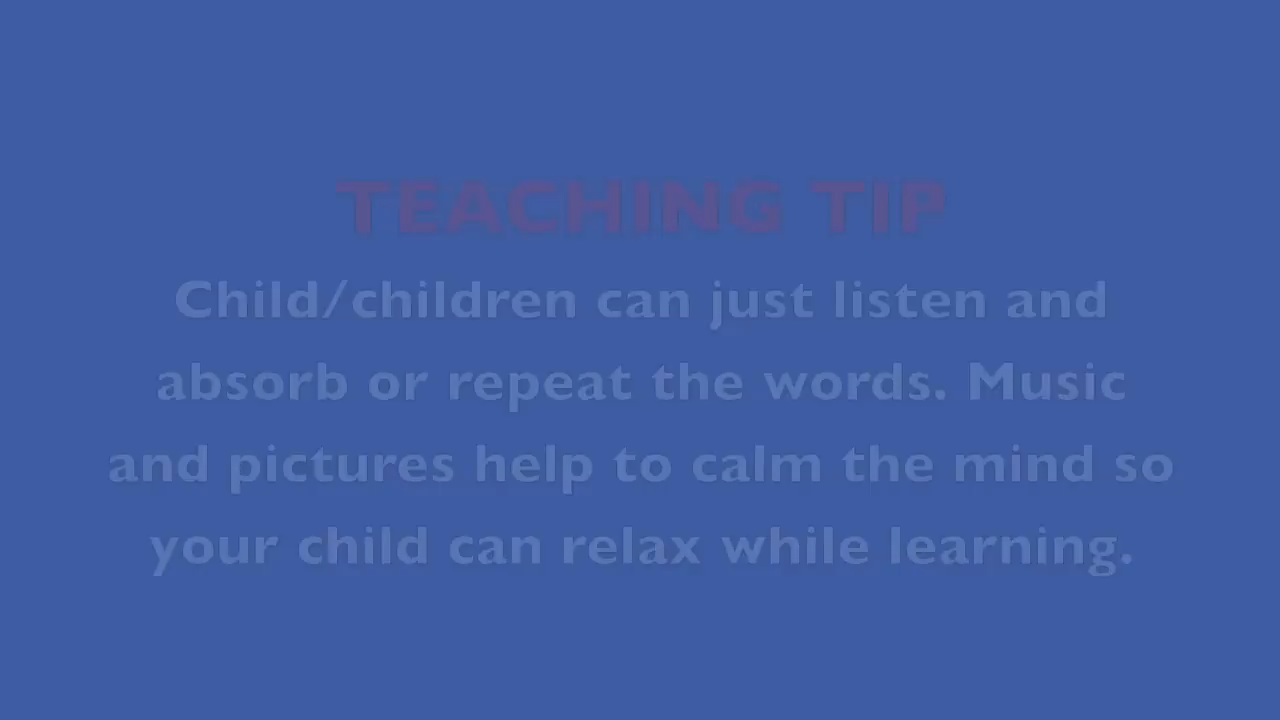 TEACHING TIP
Child/children can just listen and
absorb or repeat the words. Music
and pictures help to calm the mind so
your child can relax while learning.